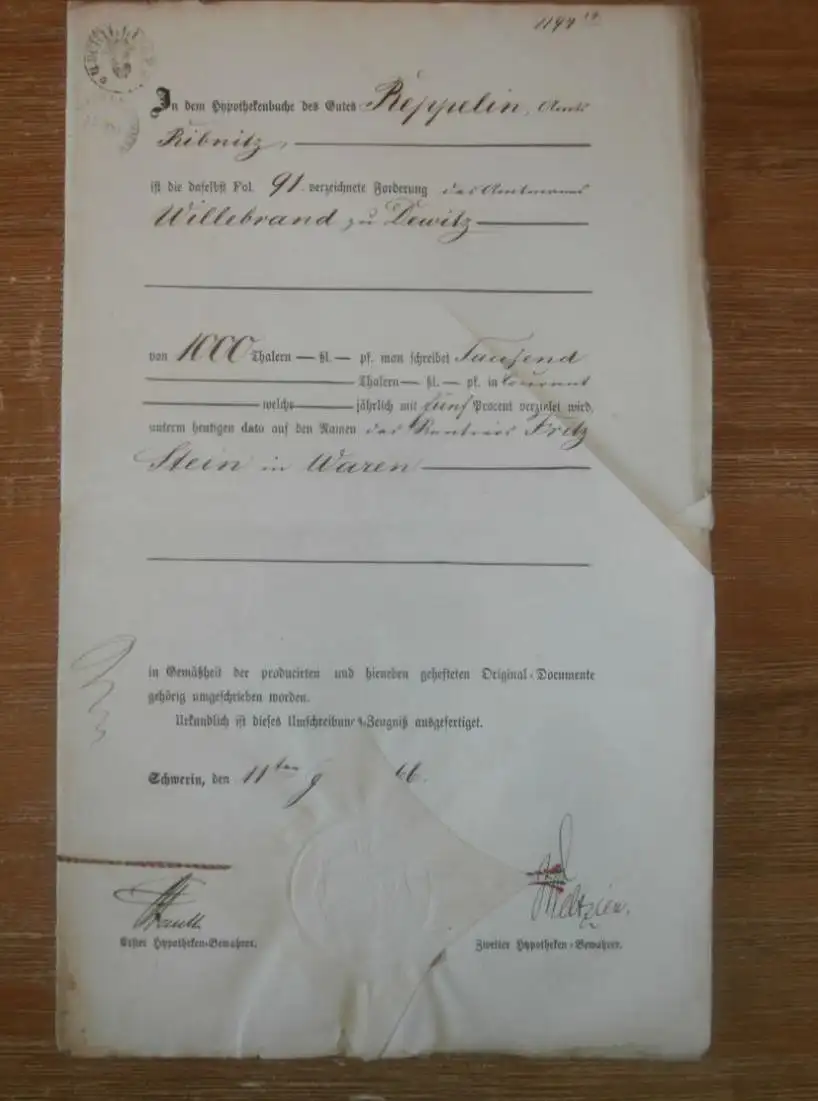 1194
In dem Hypothekenbuche des Gutes Reppelin, Amts
Ribnitz,
ist die daselbst Fol. 91. verzeichnete Forderung des Amtmanns
Willebrand zu Dewitz
von 1000 Thalern — ßl. — pf. man schreibet Tausend
Thalern — ßl. — pf. in Courant
welche jährlich mit fünf Procent verzinset wird,
unterm heutigen dato auf den Namen des Rentiers Fritz
Stein in Waren
in Gemäßheit der producirten und hieneben gehefteten Original-Documente
gehörig umgeschrieben worden.
Urkundlich ist dieses Umschreibun s-Zeugniß ausgefertiget.
Schwerin, den 11ten 66.
Erster Hypotheken-Bewahrer.
Zweiter Hypotheken-Bewahrer.